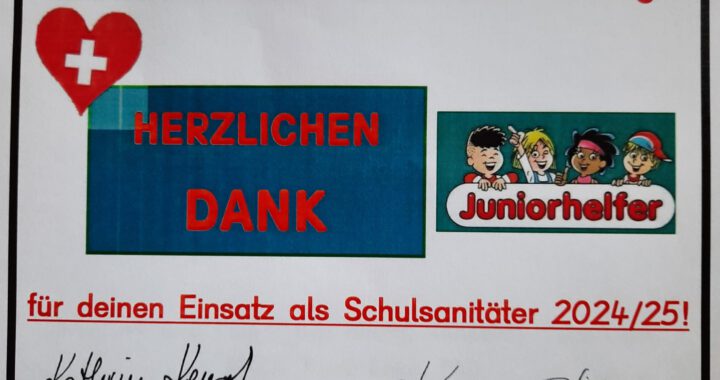 HERZLICHEN
DANK
Juniorhelfer
für deinen Einsatz als Schulsanitäter 2024/25!